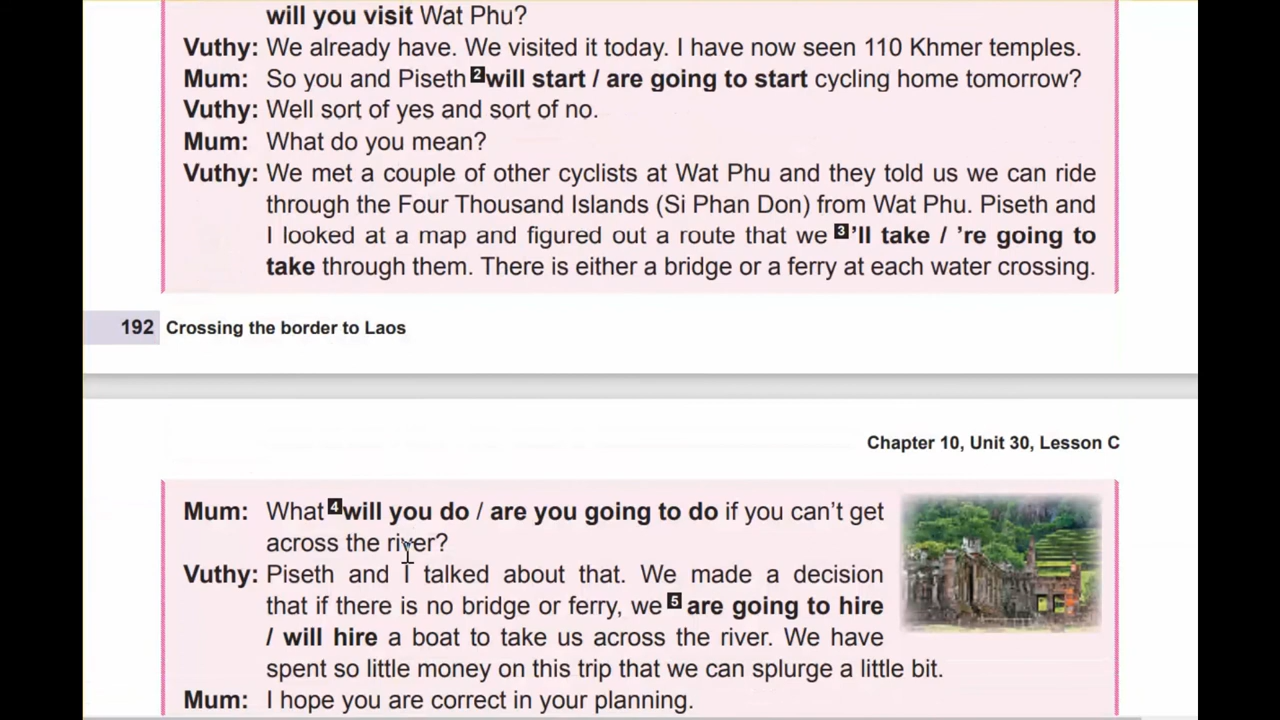 will you visit Wat Phu?
Vuthy: We already have. We visited it today. I have now seen 110 Khmer temples.
Mum: So you and Piseth 2 will start / are going to start cycling home tomorrow?
Vuthy: Well sort of yes and sort of no.
Mum: What do you mean?
Vuthy: We met a couple of other cyclists at Wat Phu and they told us we can ride
through the Four Thousand Islands (Si Phan Don) from Wat Phu. Piseth and
I looked at a map and figured out a route that we 3 'll take / 're going to
take through them. There is either a bridge or a ferry at each water crossing.
192 Crossing the border to Laos
Chapter 10, Unit 30, Lesson C
Mum: What 4 will you do / are you going to do if you can't get
across the river?
Vuthy: Piseth and I talked about that. We made a decision
that if there is no bridge or ferry, we 5 are going to hire
/ will hire a boat to take us across the river. We have
spent so little money on this trip that we can splurge a little bit.
Mum: I hope you are correct in your planning.